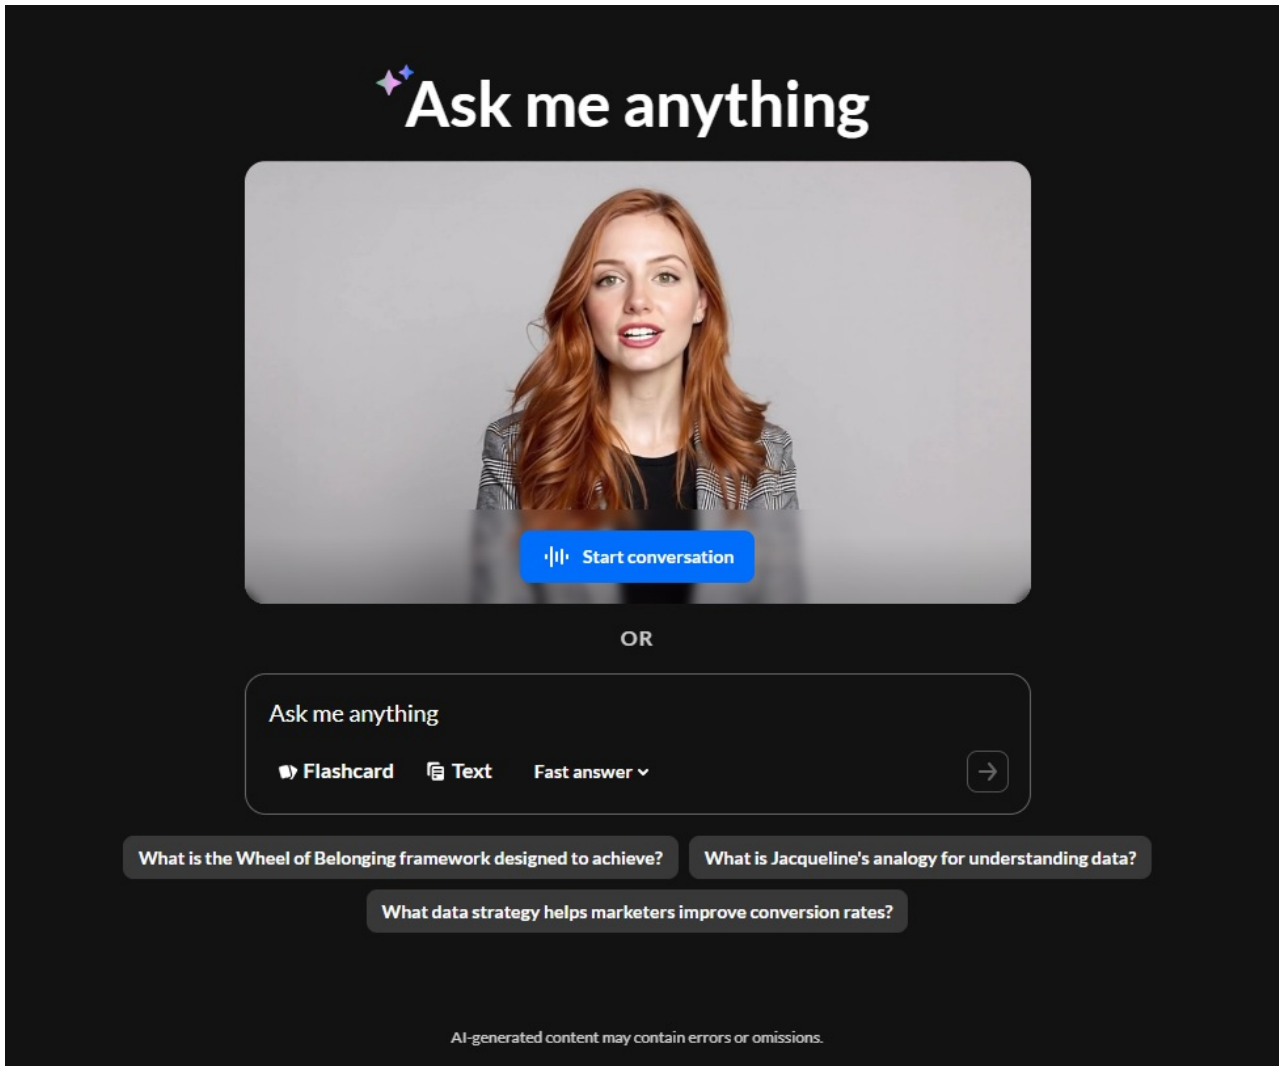 Ask me anything
Start conversation
OR
Ask me anything
Flashcard Text Fast answer
What is the Wheel of Belonging framework designed to achieve? What is Jacqueline's analogy for understanding data?
What data strategy helps marketers improve conversion rates?
AI-generated content may contain errors or omissions.